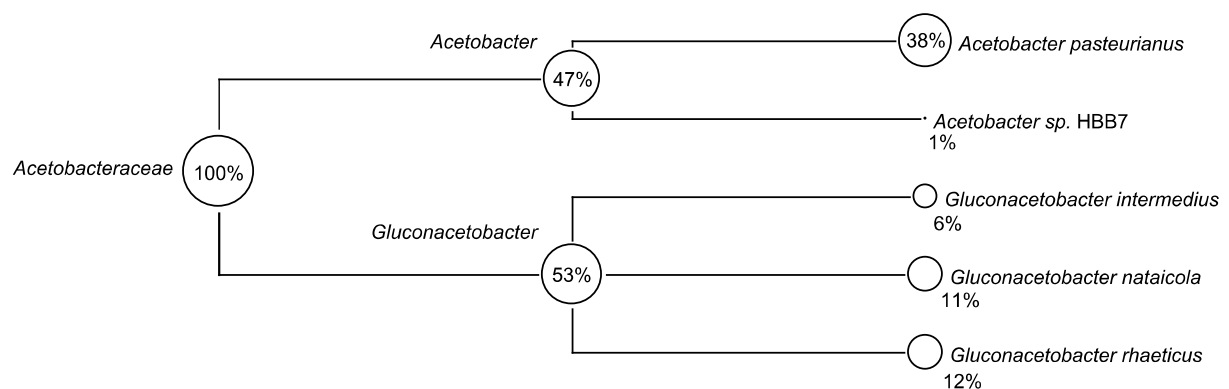 Acetobacter
38% Acetobacter pasteurianus
47%
Acetobacter sp. HBB7
1%
Acetobacteraceae 100%
Gluconacetobacter intermedius
6%
Gluconacetobacter
53%
Gluconacetobacter nataicola
11%
Gluconacetobacter rhaeticus
12%